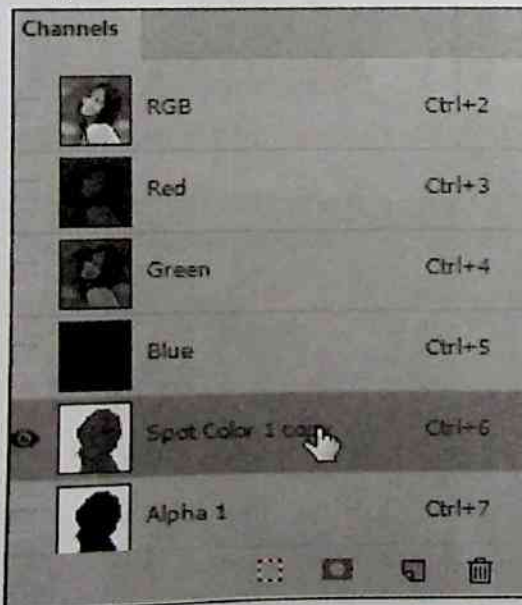 Channels
RGB Ctrl+2
Red Ctrl+3
Green Ctrl+4
Blue Ctrl+5
Spot Color 1 copy Ctrl+6
Alpha 1 Ctrl+7